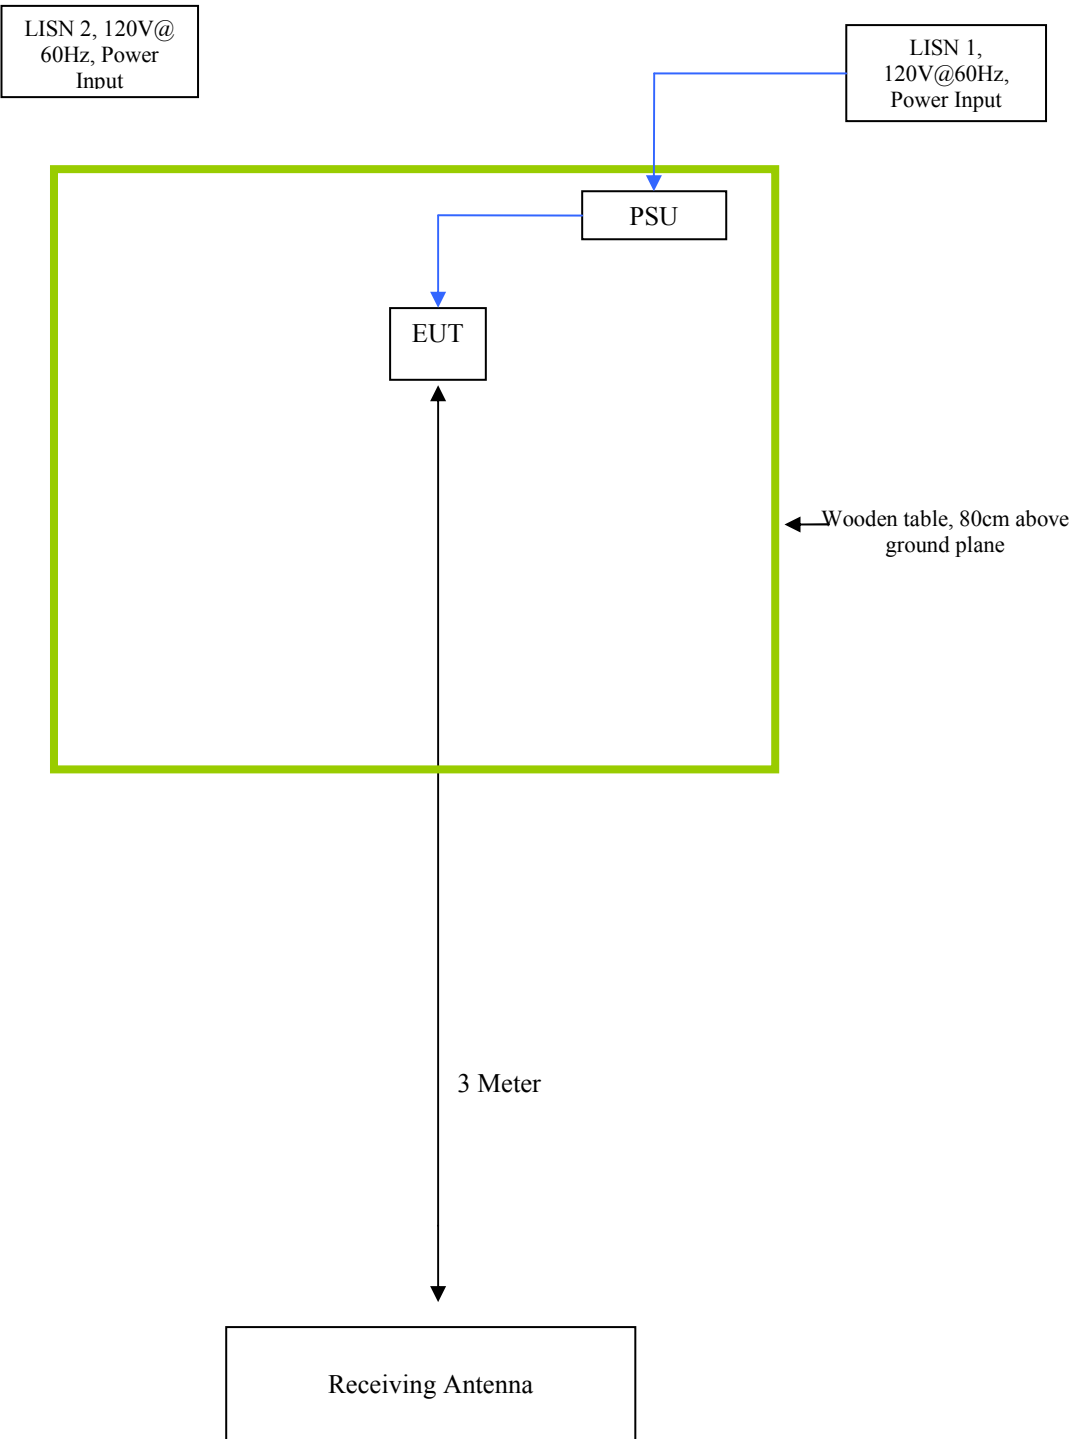 LISN 2, 120V@
60Hz, Power
Input
LISN 1,
120V@60Hz,
Power Input
PSU
EUT
Wooden table, 80cm above
ground plane
3 Meter
Receiving Antenna